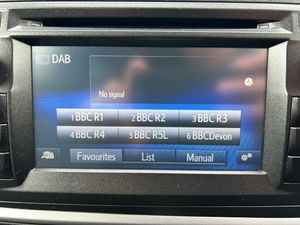 DAB
No signal
1 BBC R1 2 BBC R2 3 BBC R3
4 BBC R4 5 BBC R5L 6 BBCDevon
Favourites List Manual